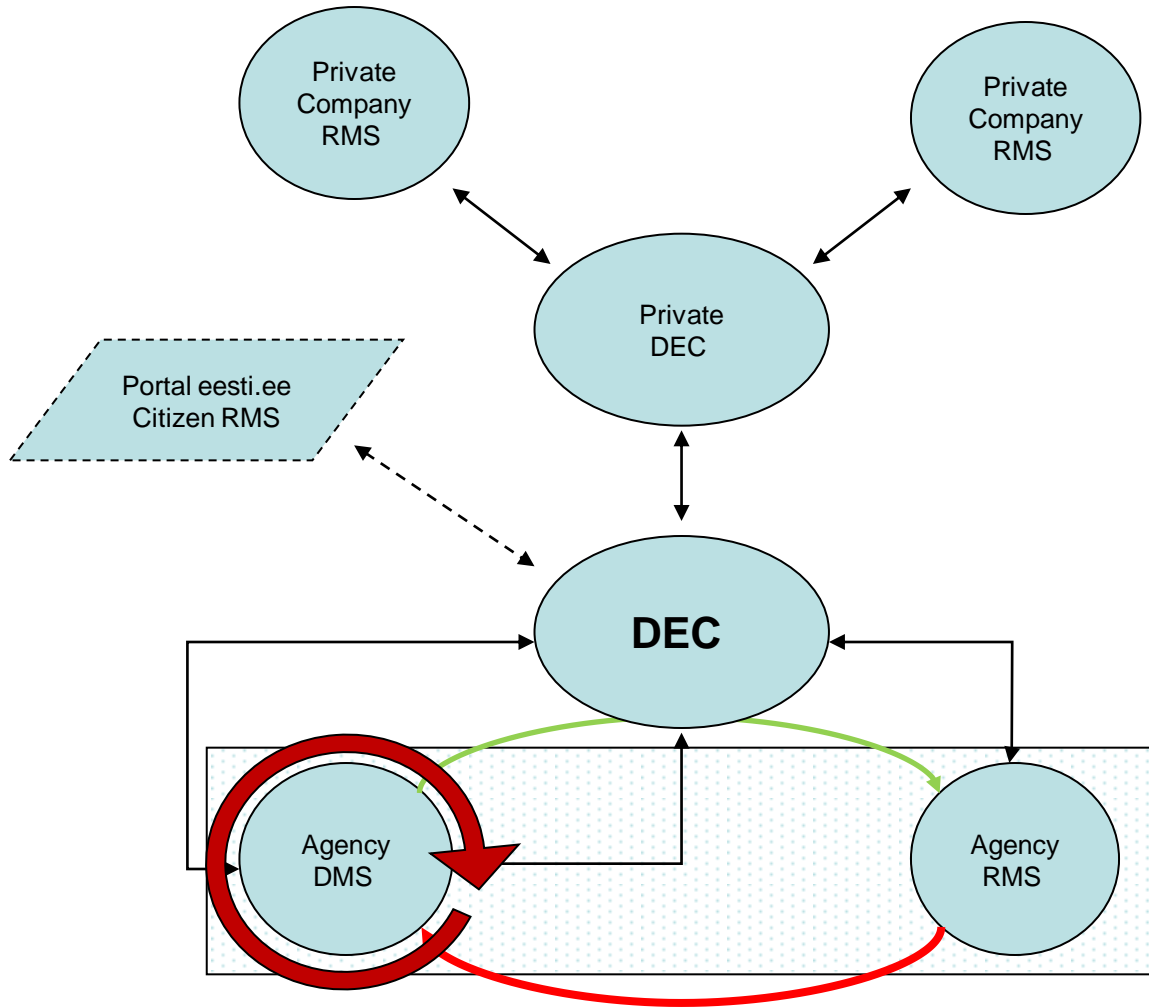 Private
Company
RMS
Private
Company
RMS
Private
DEC
Portal eesti.ee
Citizen RMS
DEC
Agency
DMS
Agency
RMS